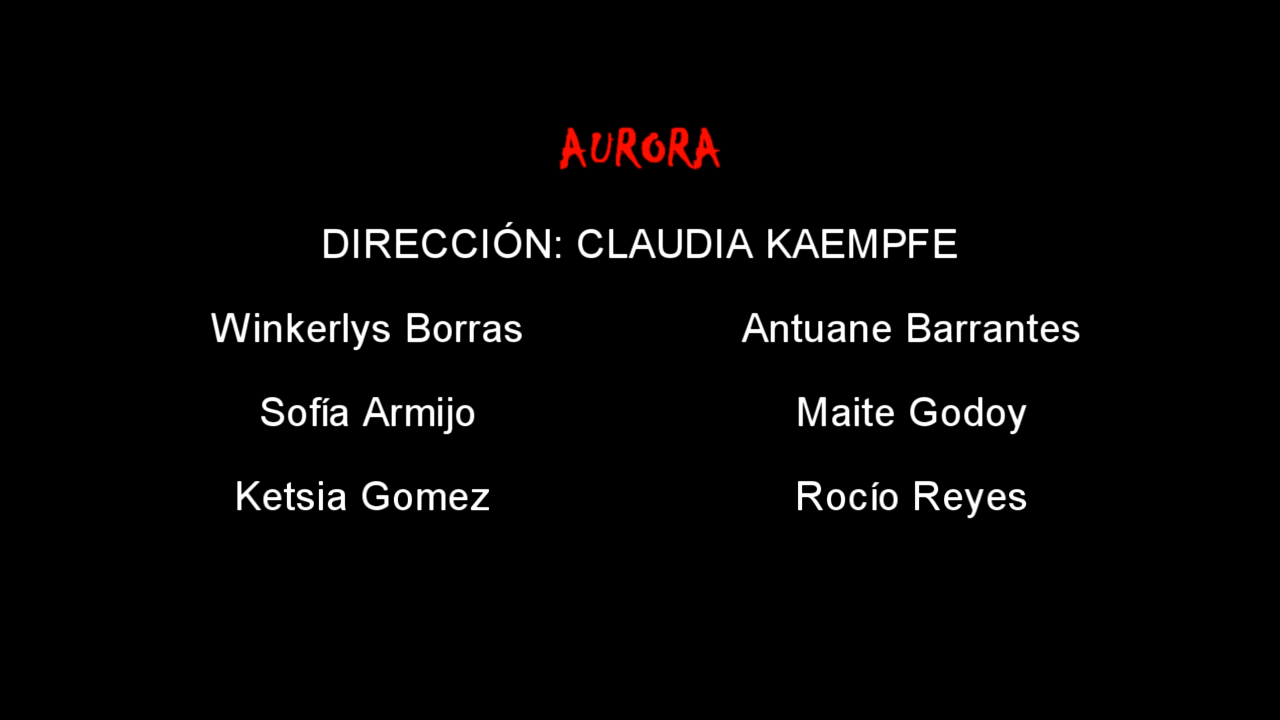 AURORA
DIRECCIÓN: CLAUDIA KAEMPFE
Winkerlys Borras Antuane Barrantes
Sofía Armijo Maite Godoy
Ketsia Gomez Rocío Reyes